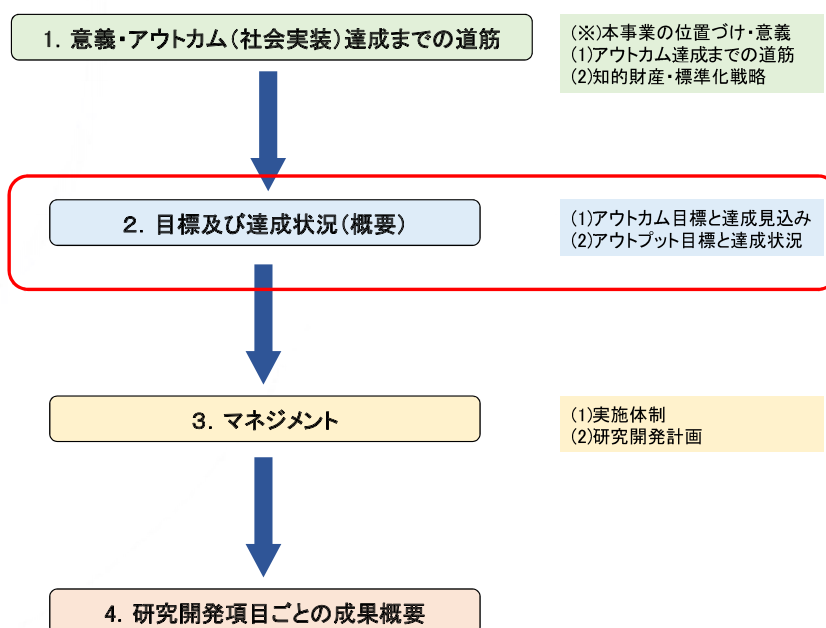 1. 意義・アウトカム(社会実装)達成までの道筋
(※)本事業の位置づけ・意義
(1)アウトカム達成までの道筋
(2)知的財産・標準化戦略
2. 目標及び達成状況(概要)
(1)アウトカム目標と達成見込み
(2)アウトプット目標と達成状況
3. マネジメント
(1)実施体制
(2)研究開発計画
4. 研究開発項目ごとの成果概要